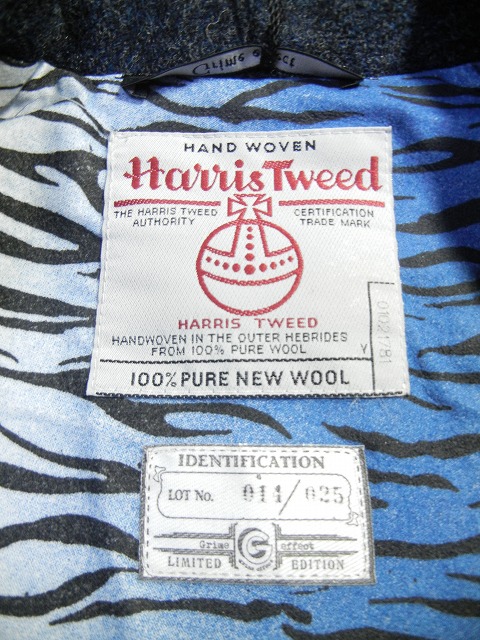 HAND WOVEN
Harris Tweed
THE HARRIS TWEED AUTHORITY
CERTIFICATION TRADE MARK
HARRIS TWEED
HANDWOVEN IN THE OUTER HEBRIDES
FROM 100% PURE WOOL
Y
100% PURE NEW WOOL
IDENTIFICATION
LOT No. 011/025
Grime effect
G
LIMITED EDITION